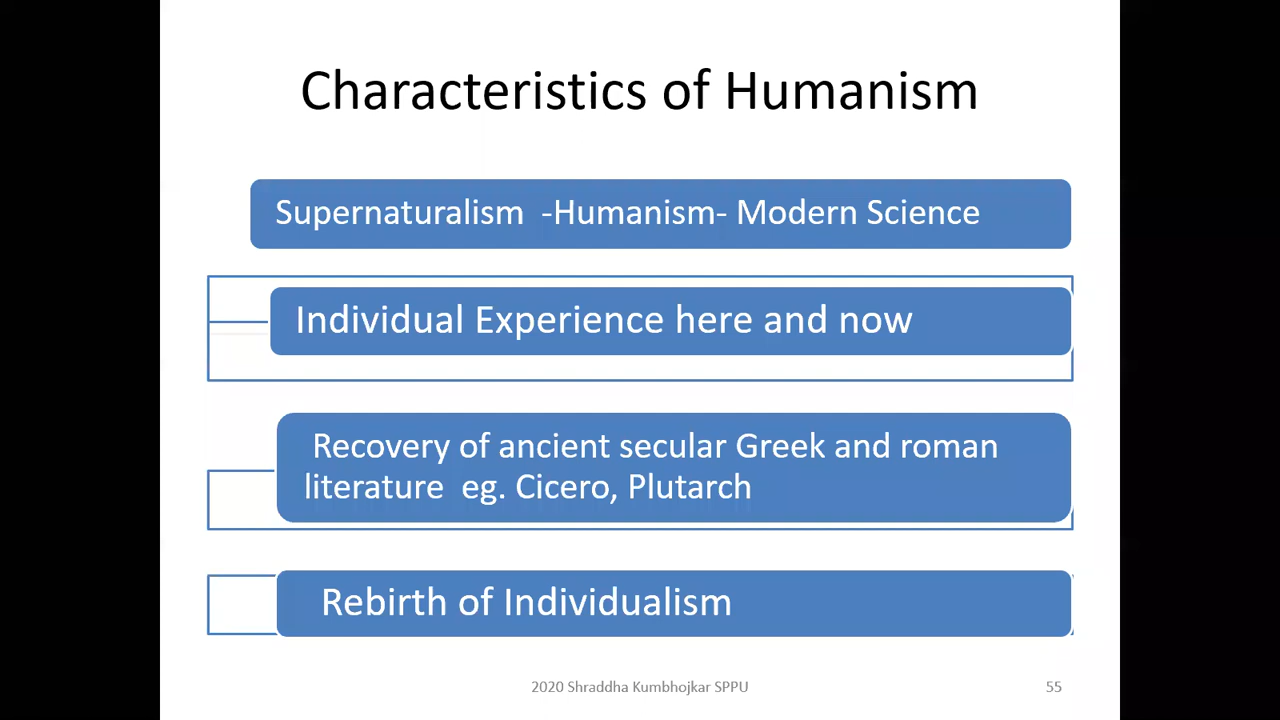 Characteristics of Humanism
Supernaturalism -Humanism- Modern Science
Individual Experience here and now
Recovery of ancient secular Greek and roman
literature eg. Cicero, Plutarch
Rebirth of Individualism
2020 Shraddha Kumbhojkar SPPU
55